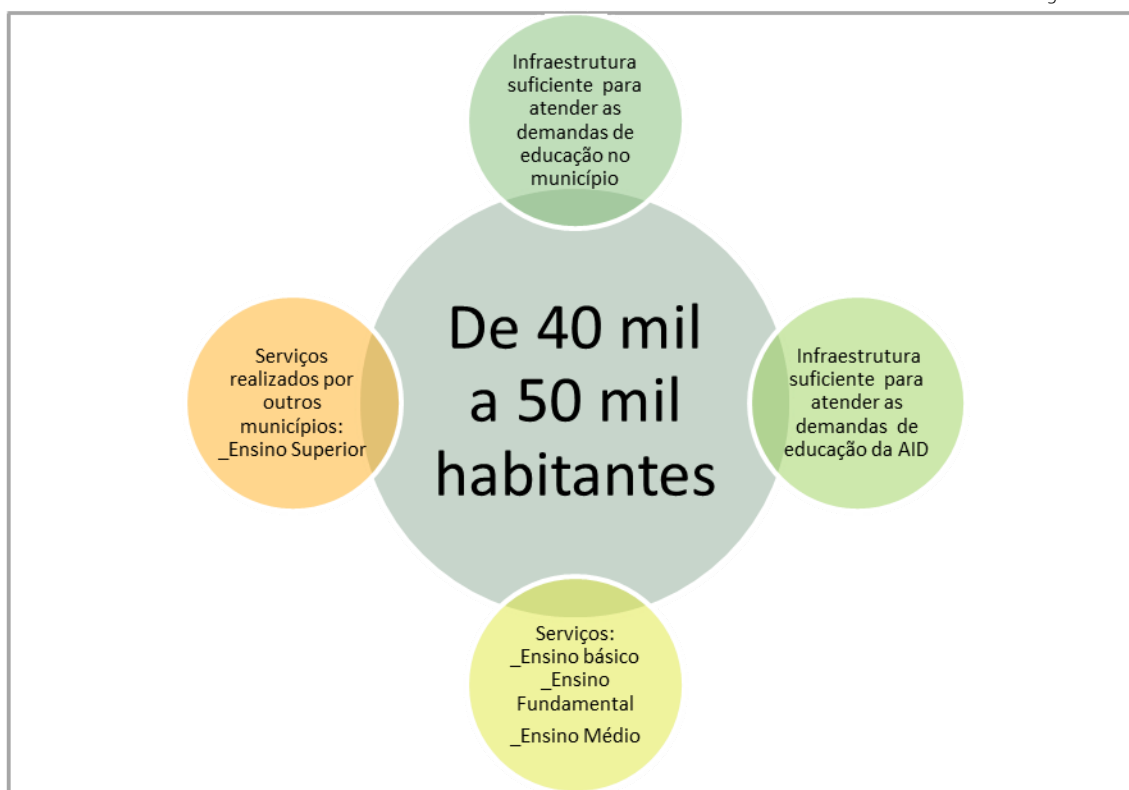 Infraestrutura
suficiente para
atender as
demandas de
educação no
município
De 40 mil
a 50 mil
habitantes
Serviços
realizados por
outros
municípios:
_Ensino Superior
Infraestrutura
suficiente para
atender as
demandas de
educação da AID
Serviços:
_Ensino básico
_Ensino
Fundamental
_Ensino Médio